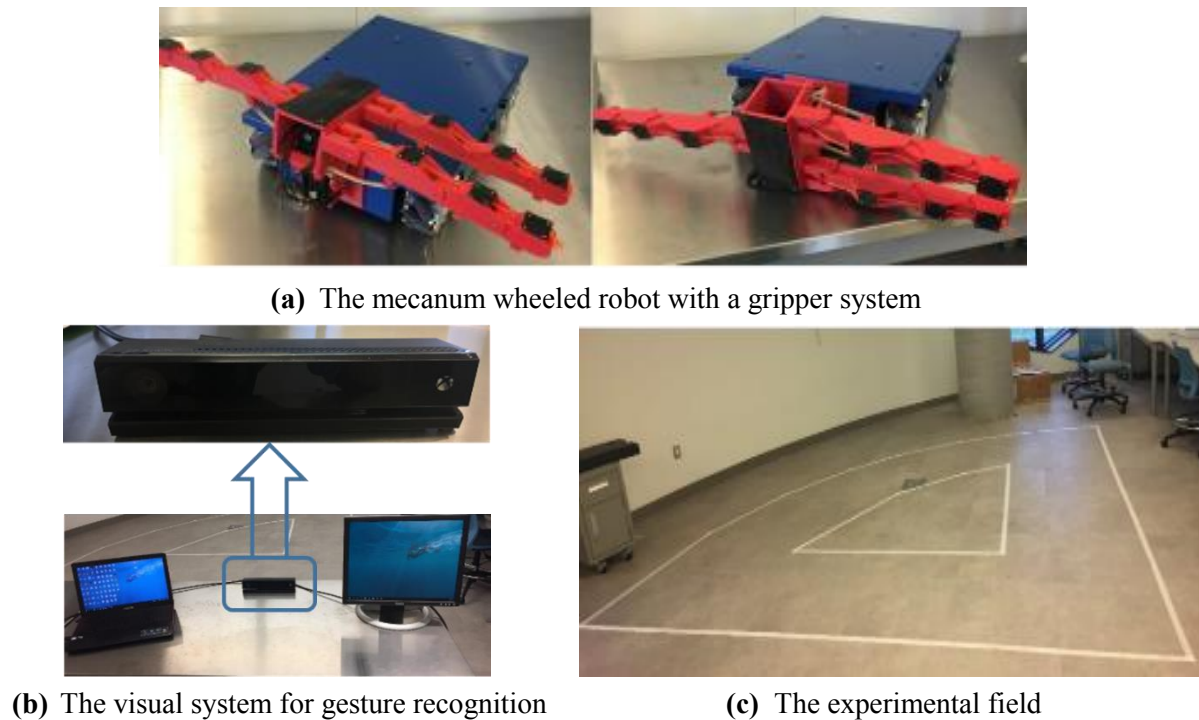 (a) The mecanum wheeled robot with a gripper system
(b) The visual system for gesture recognition
(c) The experimental field